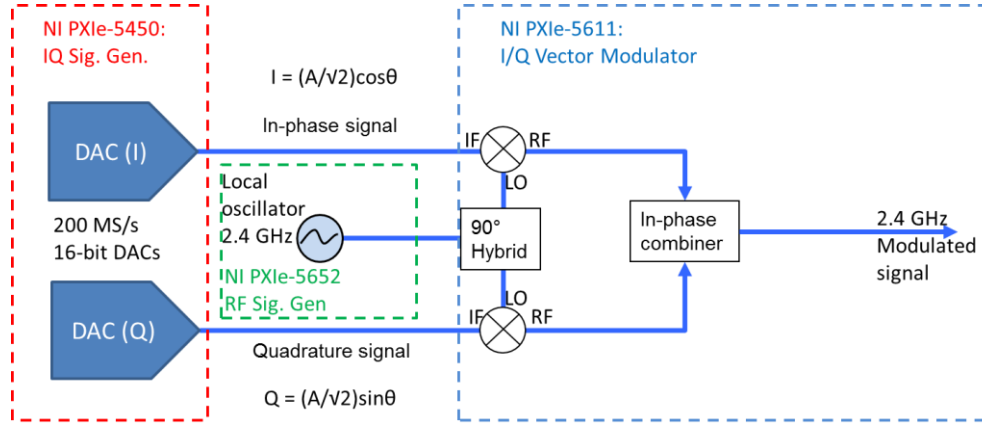 NI PXIe-5450:
IQ Sig. Gen.
NI PXIe-5611:
I/Q Vector Modulator
I = (A/√2)cosθ
In-phase signal
DAC (I)
IF
RF
LO
Local
oscillator
2.4 GHz
200 MS/s
16-bit DACs
90°
Hybrid
In-phase
combiner
2.4 GHz
Modulated
signal
NI PXIe-5652
RF Sig. Gen
LO
IF
RF
DAC (Q)
Quadrature signal
Q = (A/√2)sinθ